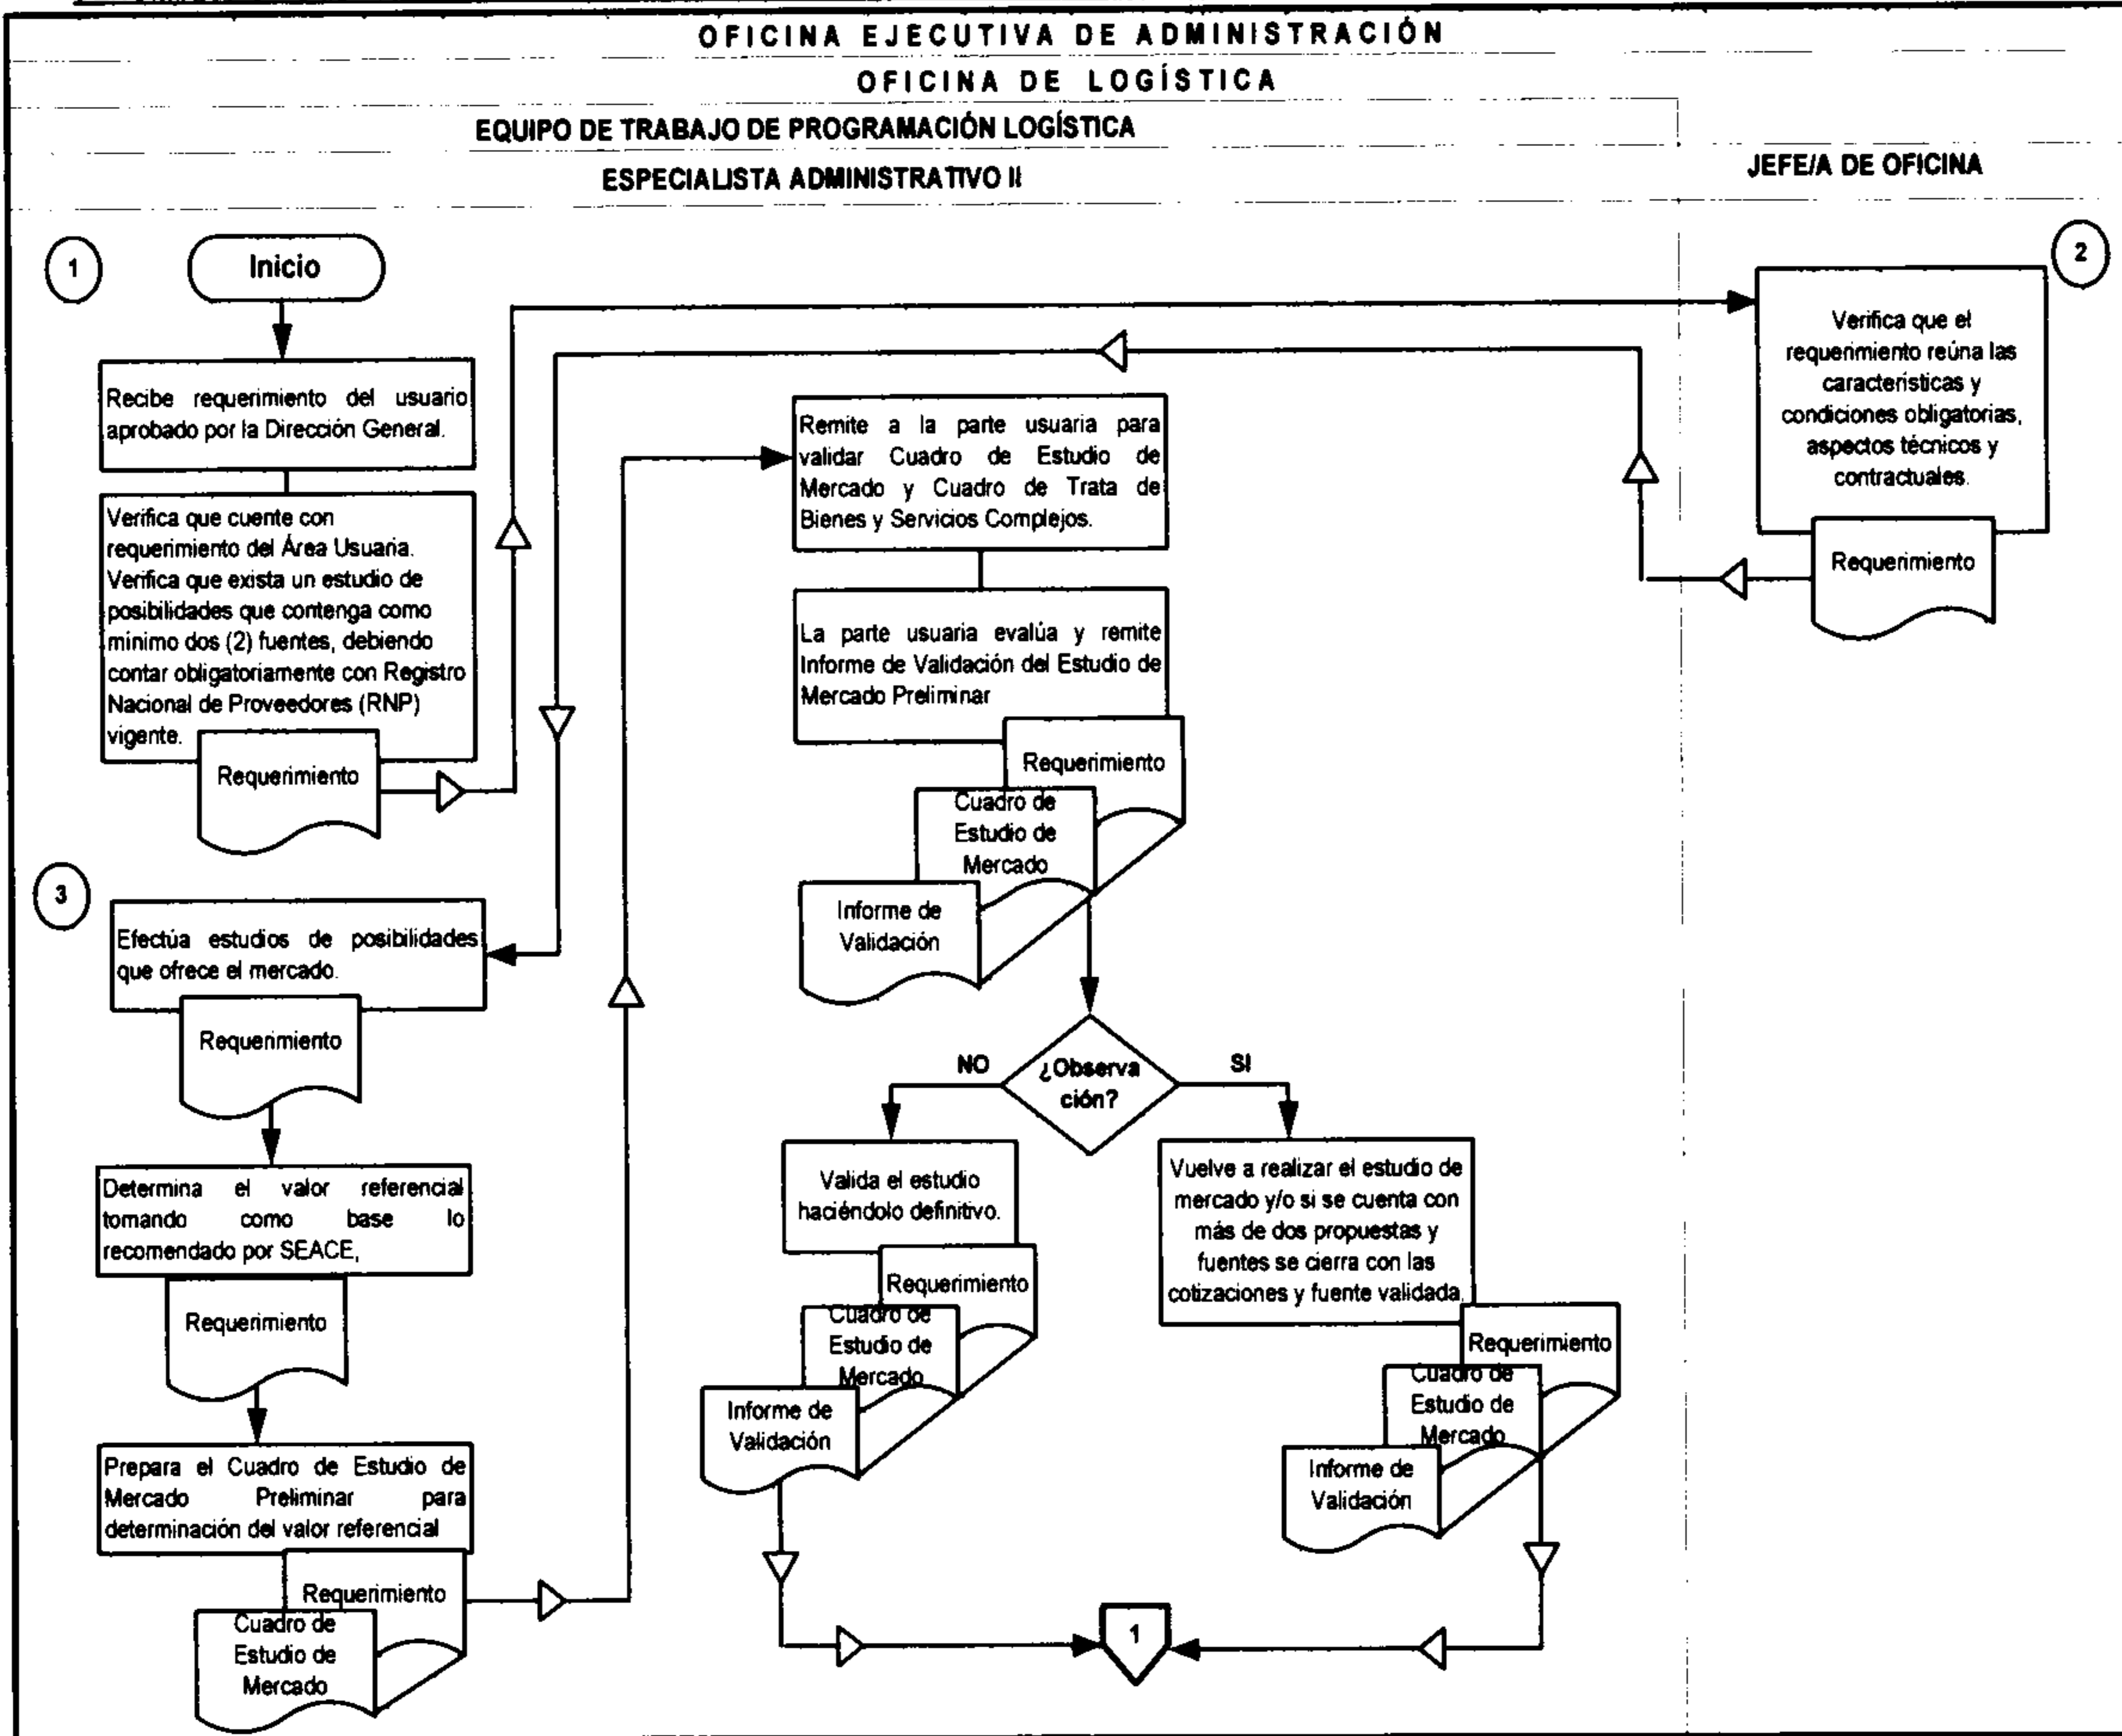 OFICINA EJECUTIVA DE ADMINISTRACIÓN
OFICINA DE LOGÍSTICA
EQUIPO DE TRABAJO DE PROGRAMACIÓN LOGÍSTICA
ESPECIALISTA ADMINISTRATIVO II
JEFE/A DE OFICINA
1
Inicio
Recibe requerimiento del usuario
aprobado por la Dirección General.
Verifica que cuente con
requerimiento del Área Usuaria.
Verifica que exista un estudio de
posibilidades que contenga como
mínimo dos (2) fuentes, debiendo
contar obligatoriamente con Registro
Nacional de Proveedores (RNP)
vigente.
Requerimiento
2
Verifica que el
requerimiento reúna las
características y
condiciones obligatorias,
aspectos técnicos y
contractuales.
Requerimiento
3
Efectúa estudios de posibilidades
que ofrece el mercado.
Requerimiento
Determina el valor referencial
tomando como base lo
recomendado por SEACE,
Requerimiento
Prepara el Cuadro de Estudio de
Mercado Preliminar para
determinación del valor referencial
Requerimiento
Cuadro de
Estudio de
Mercado
Remite a la parte usuaria para
validar Cuadro de Estudio de
Mercado y Cuadro de Trata de
Bienes y Servicios Complejos.
La parte usuaria evalúa y remite
Informe de Validación del Estudio de
Mercado Preliminar
Requerimiento
Cuadro de
Estudio de
Mercado
Informe de
Validación
¿Observa
ción?
NO
SI
Valida el estudio
haciéndolo definitivo.
Requerimiento
Cuadro de
Estudio de
Mercado
Informe de
Validación
Vuelve a realizar el estudio de
mercado y/o si se cuenta con
más de dos propuestas y
fuentes se cierra con las
cotizaciones y fuente validada.
Requerimiento
Cuadro de
Estudio de
Mercado
Informe de
Validación
1